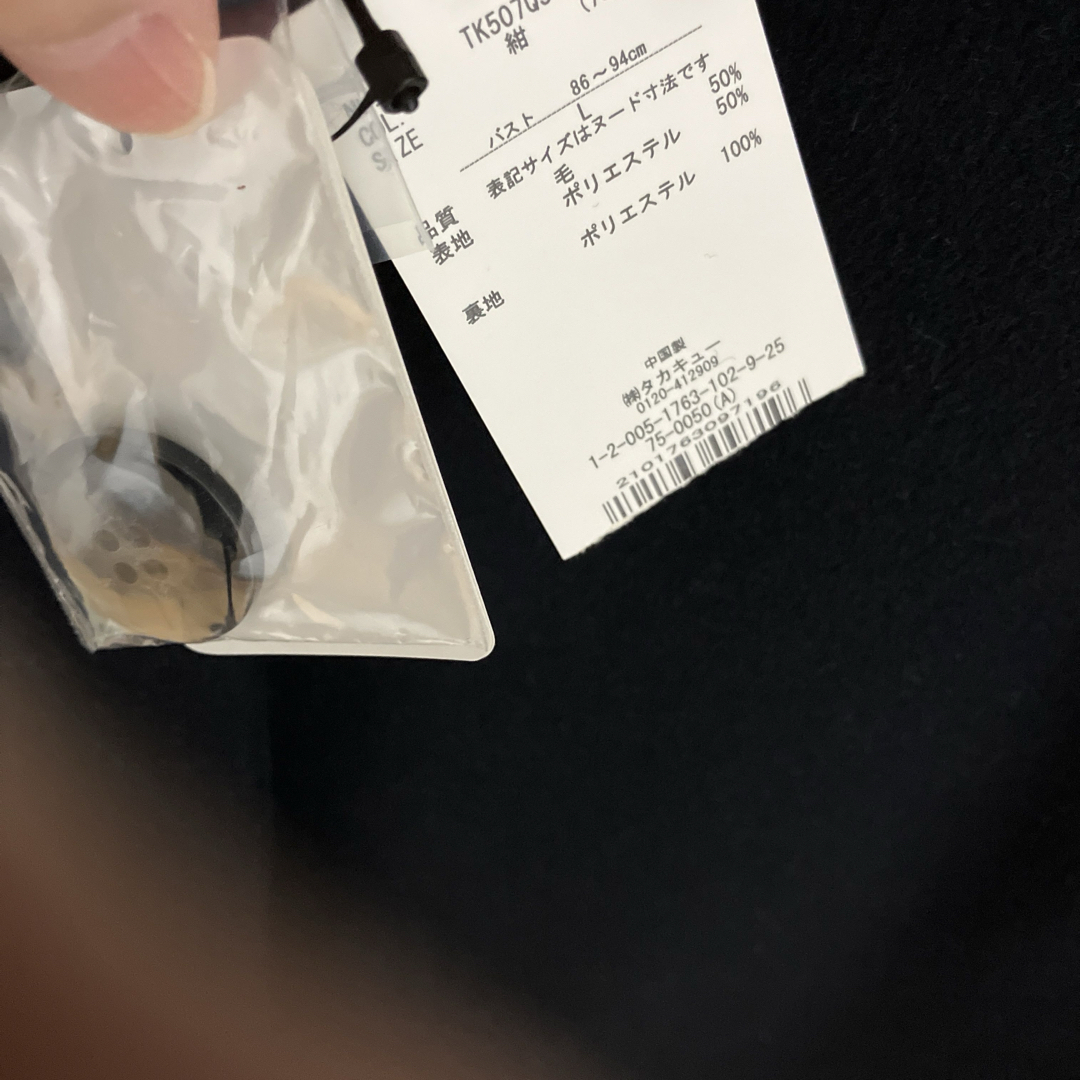 TK507Q
COL. 紺
SIZE バスト 86～94cm
L
表記サイズはヌード寸法です
品質
表地 毛 50%
ポリエステル 50%
裏地 ポリエステル 100%
中国製
㈱タカキュー
0120-412909
1-2-005-1763-102-9-25
75-0050(A)
2101763097196